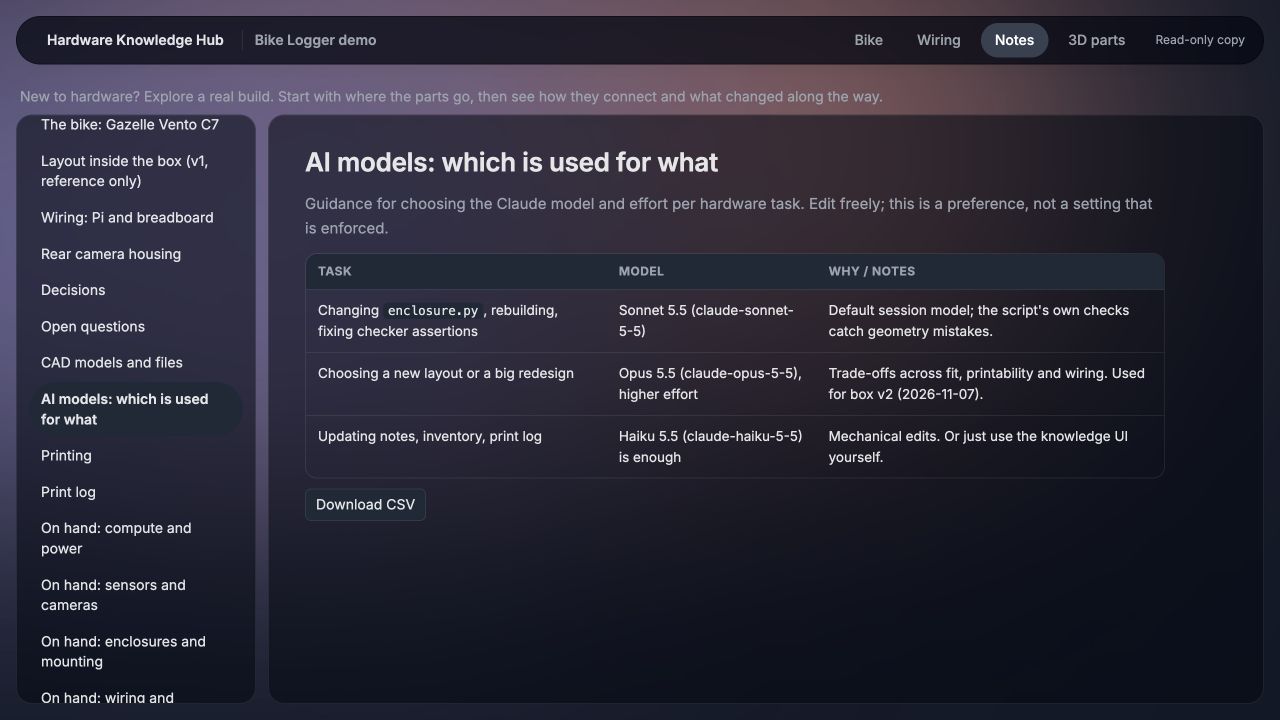 Hardware Knowledge Hub
Bike Logger demo
Bike
Wiring
Notes
3D parts
Read-only copy
New to hardware? Explore a real build. Start with where the parts go, then see how they connect and what changed along the way.
The bike: Gazelle Vento C7
Layout inside the box (v1,
reference only)
Wiring: Pi and breadboard
Rear camera housing
Decisions
Open questions
CAD models and files
AI models: which is used
for what
Printing
Print log
On hand: compute and
power
On hand: sensors and
cameras
On hand: enclosures and
mounting
On hand: wiring and
AI models: which is used for what
Guidance for choosing the Claude model and effort per hardware task. Edit freely; this is a preference, not a setting that
is enforced.
TASK
MODEL
WHY / NOTES
Changing enclosure.py, rebuilding,
fixing checker assertions
Sonnet 5.5 (claude-sonnet-
5-5)
Default session model; the script's own checks
catch geometry mistakes.
Choosing a new layout or a big redesign
Opus 5.5 (claude-opus-5-5),
higher effort
Trade-offs across fit, printability and wiring. Used
for box v2 (2026-11-07).
Updating notes, inventory, print log
Haiku 5.5 (claude-haiku-5-5)
is enough
Mechanical edits. Or just use the knowledge UI
yourself.
Download CSV